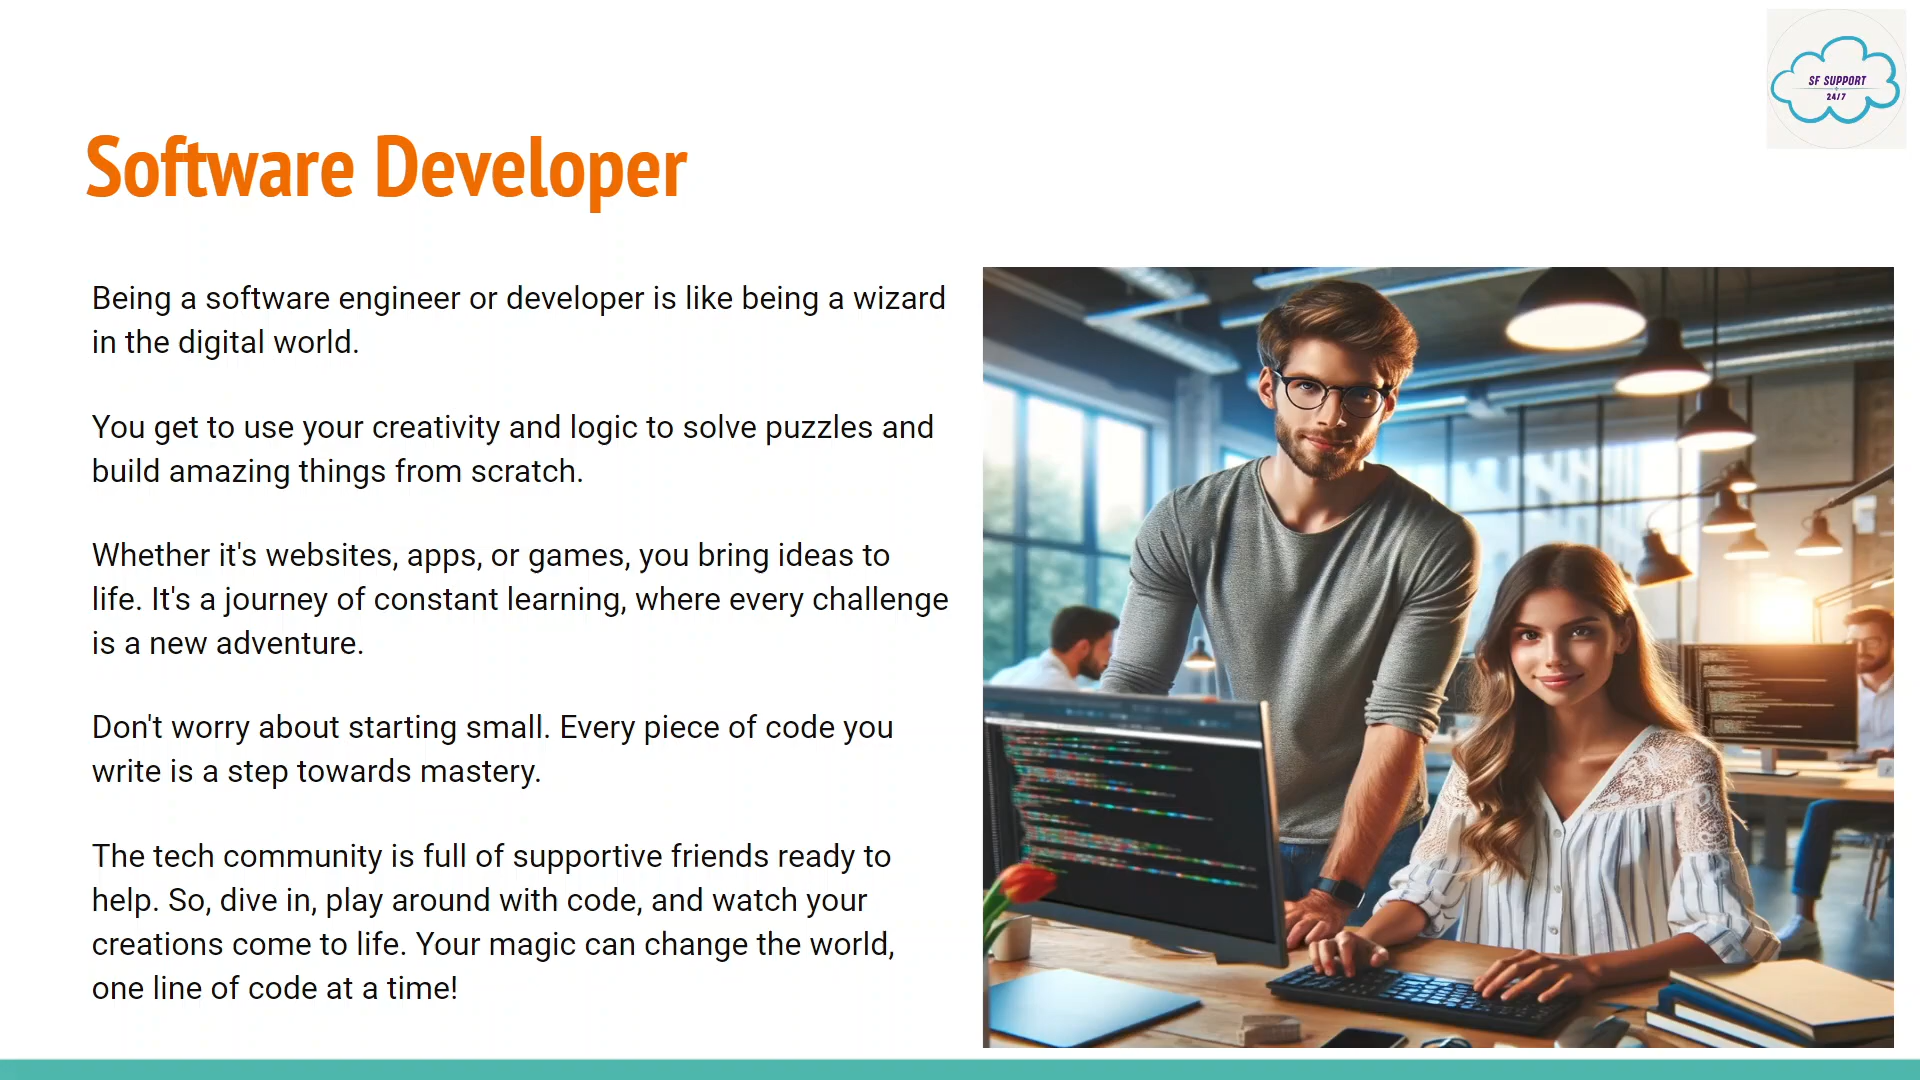 SF SUPPORT
24/7
Software Developer
Being a software engineer or developer is like being a wizard
in the digital world.
You get to use your creativity and logic to solve puzzles and
build amazing things from scratch.
Whether it's websites, apps, or games, you bring ideas to
life. It's a journey of constant learning, where every challenge
is a new adventure.
Don't worry about starting small. Every piece of code you
write is a step towards mastery.
The tech community is full of supportive friends ready to
help. So, dive in, play around with code, and watch your
creations come to life. Your magic can change the world,
one line of code at a time!